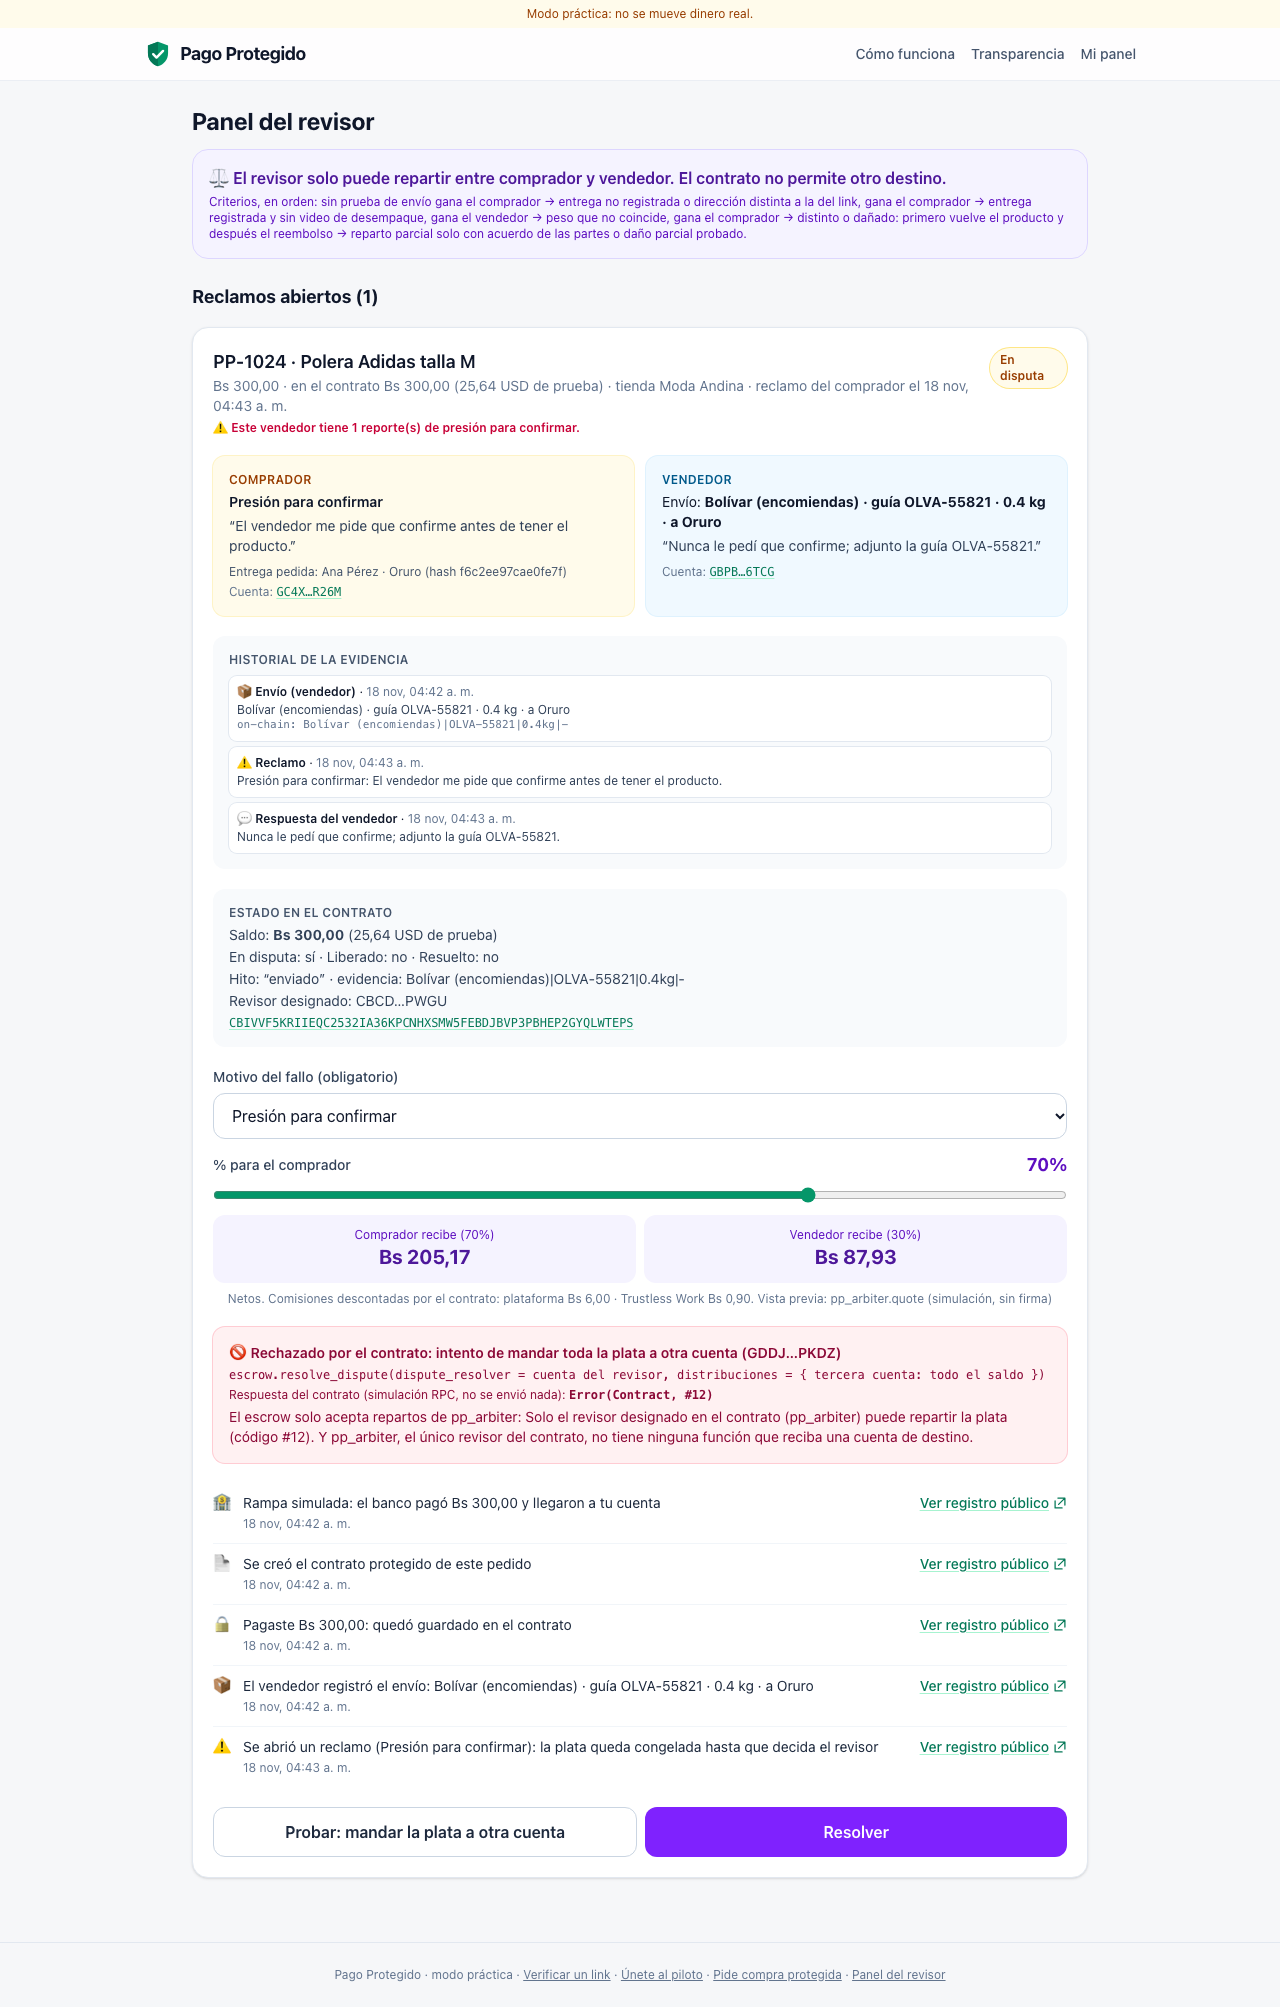 Modo práctica: no se mueve dinero real.
Pago Protegido
Cómo funciona
Transparencia
Mi panel
Panel del revisor
⚖️ El revisor solo puede repartir entre comprador y vendedor. El contrato no permite otro destino.
Criterios, en orden: sin prueba de envío gana el comprador → entrega no registrada o dirección distinta a la del link, gana el comprador → entrega
registrada y sin video de desempaque, gana el vendedor → peso que no coincide, gana el comprador → distinto o dañado: primero vuelve el producto y
después el reembolso → reparto parcial solo con acuerdo de las partes o daño parcial probado.
Reclamos abiertos (1)
PP-1024 · Polera Adidas talla M
En
disputa
Bs 300,00 · en el contrato Bs 300,00 (25,64 USD de prueba) · tienda Moda Andina · reclamo del comprador el 18 nov,
04:43 a. m.
⚠️ Este vendedor tiene 1 reporte(s) de presión para confirmar.
COMPRADOR
Presión para confirmar
“El vendedor me pide que confirme antes de tener el
producto.”
Entrega pedida: Ana Pérez · Oruro (hash f6c2ee97cae0fe7f)
Cuenta: GC4X…R26M
VENDEDOR
Envío: Bolívar (encomiendas) · guía OLVA-55821 · 0.4 kg
· a Oruro
“Nunca le pedí que confirme; adjunto la guía OLVA-55821.”
Cuenta: GBPB…6TCG
HISTORIAL DE LA EVIDENCIA
📦 Envío (vendedor) · 18 nov, 04:42 a. m.
Bolívar (encomiendas) · guía OLVA-55821 · 0.4 kg · a Oruro
on-chain: Bolívar (encomiendas)|OLVA-55821|0.4kg|-
⚠️ Reclamo · 18 nov, 04:43 a. m.
Presión para confirmar: El vendedor me pide que confirme antes de tener el producto.
💬 Respuesta del vendedor · 18 nov, 04:43 a. m.
Nunca le pedí que confirme; adjunto la guía OLVA-55821.
ESTADO EN EL CONTRATO
Saldo: Bs 300,00 (25,64 USD de prueba)
En disputa: sí · Liberado: no · Resuelto: no
Hito: “enviado” · evidencia: Bolívar (encomiendas)|OLVA-55821|0.4kg|-
Revisor designado: CBCD…PWGU
CBIVVF5KRIIEQC2532IA36KPCNHXSMW5FEBDJBVP3PBHEP2GYQLWTEPS
Motivo del fallo (obligatorio)
Presión para confirmar
% para el comprador
70%
Comprador recibe (70%)
Bs 205,17
Vendedor recibe (30%)
Bs 87,93
Netos. Comisiones descontadas por el contrato: plataforma Bs 6,00 · Trustless Work Bs 0,90. Vista previa: pp_arbiter.quote (simulación, sin firma)
🚫 Rechazado por el contrato: intento de mandar toda la plata a otra cuenta (GDDJ…PKDZ)
escrow.resolve_dispute(dispute_resolver = cuenta del revisor, distribuciones = { tercera cuenta: todo el saldo })
Respuesta del contrato (simulación RPC, no se envió nada): Error(Contract, #12)
El escrow solo acepta repartos de pp_arbiter: Solo el revisor designado en el contrato (pp_arbiter) puede repartir la plata
(código #12). Y pp_arbiter, el único revisor del contrato, no tiene ninguna función que reciba una cuenta de destino.
Rampa simulada: el banco pagó Bs 300,00 y llegaron a tu cuenta
Ver registro público
18 nov, 04:42 a. m.
Se creó el contrato protegido de este pedido
Ver registro público
18 nov, 04:42 a. m.
Pagaste Bs 300,00: quedó guardado en el contrato
Ver registro público
18 nov, 04:42 a. m.
El vendedor registró el envío: Bolívar (encomiendas) · guía OLVA-55821 · 0.4 kg · a Oruro
Ver registro público
18 nov, 04:42 a. m.
Se abrió un reclamo (Presión para confirmar): la plata queda congelada hasta que decida el revisor
Ver registro público
18 nov, 04:43 a. m.
Probar: mandar la plata a otra cuenta
Resolver
Pago Protegido · modo práctica · Verificar un link · Únete al piloto · Pide compra protegida · Panel del revisor